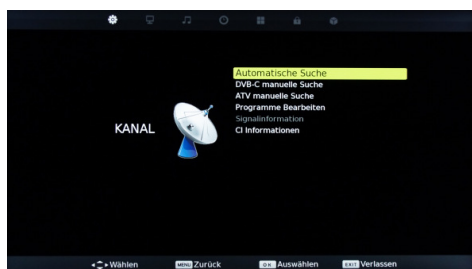 Automatische Suche
DVB-C manuelle Suche
ATV manuelle Suche
Programme Bearbeiten
Signalinformation
CI Informationen
KANAL
Wählen MENU Zurück OK Auswählen EXIT Verlassen